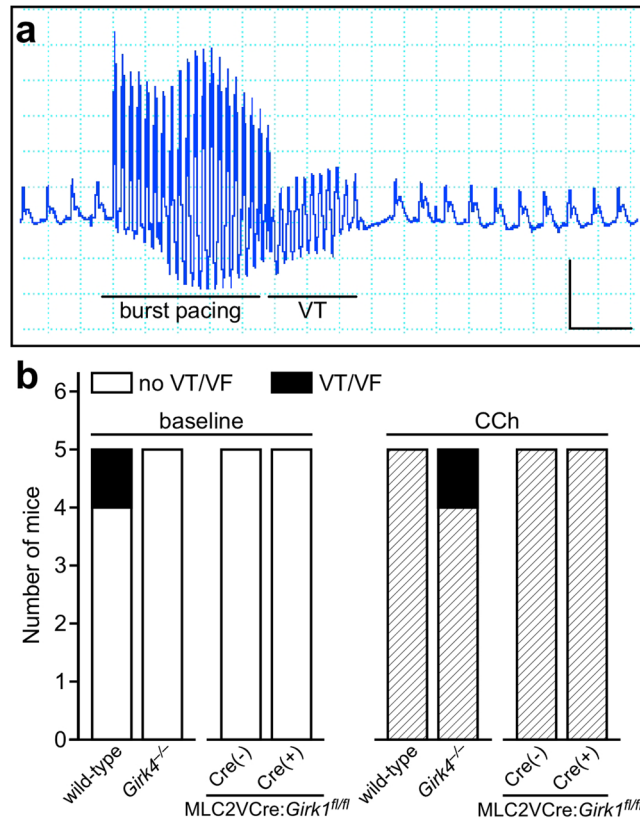 a
burst pacing VT
b
no VT/VF VT/VF
baseline CCh
Number of mice
6
5
4
3
2
1
0
wild-type Girk4⁻/⁻ Cre(-) Cre(+) wild-type Girk4⁻/⁻ Cre(-) Cre(+)
MLC2VCre:Girk1fl/fl MLC2VCre:Girk1fl/fl